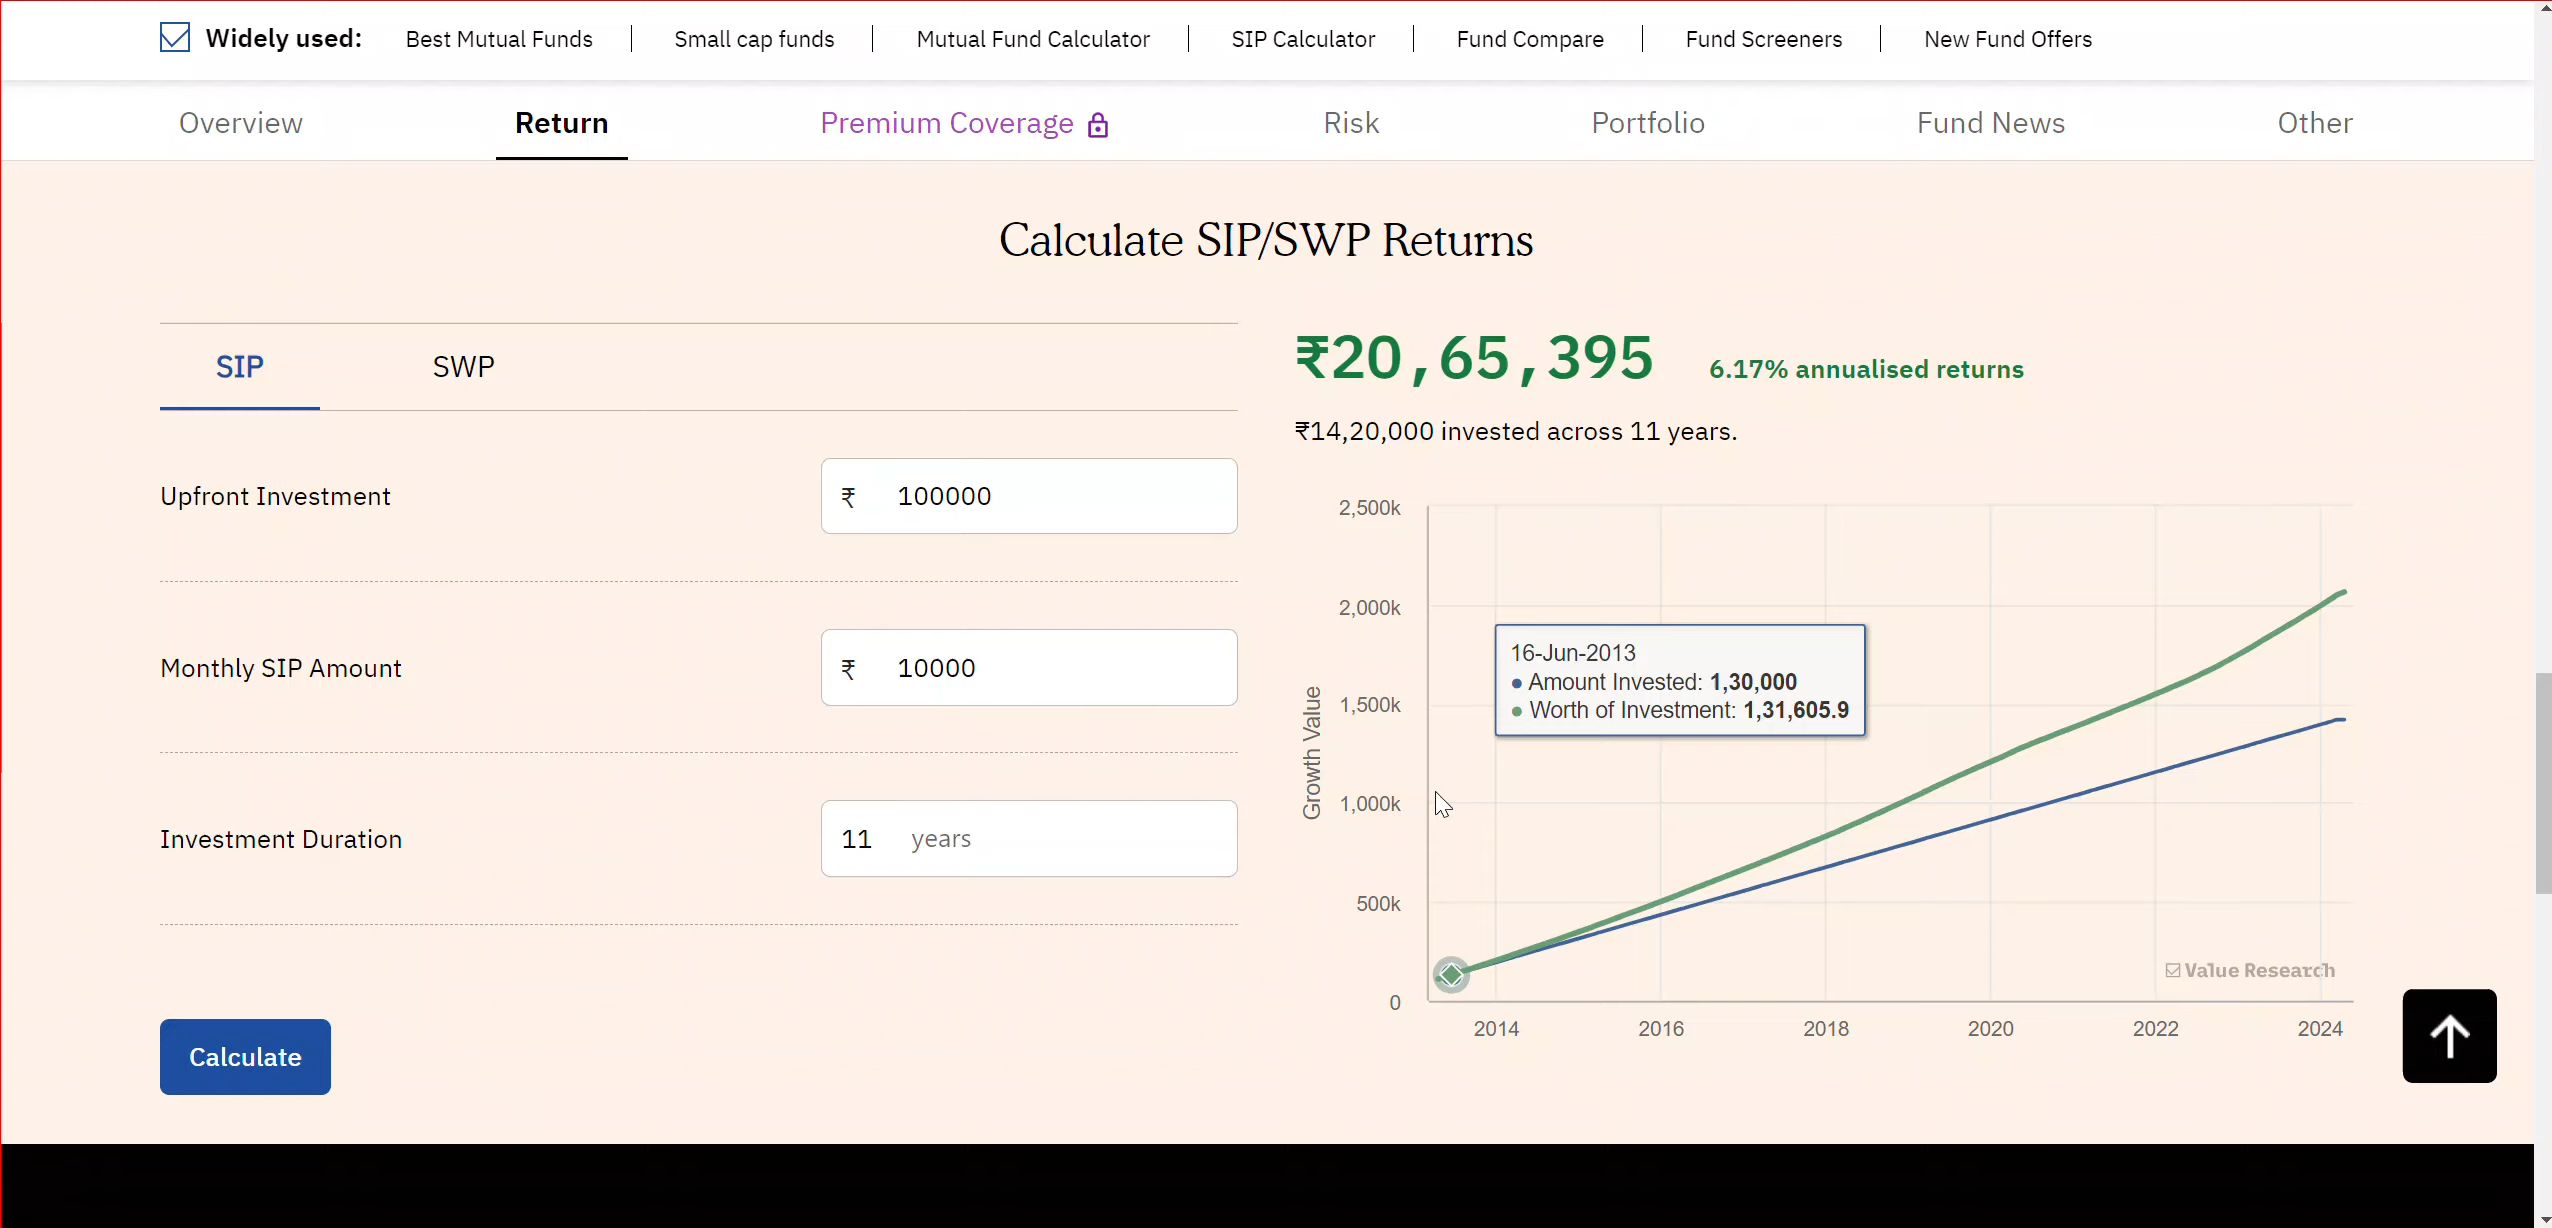 Widely used: Best Mutual Funds Small cap funds Mutual Fund Calculator SIP Calculator Fund Compare Fund Screeners New Fund Offers
Overview Return Premium Coverage Risk Portfolio Fund News Other
Calculate SIP/SWP Returns
SIP SWP
₹20,65,395 6.17% annualised returns
₹14,20,000 invested across 11 years.
Upfront Investment ₹ 100000
Monthly SIP Amount ₹ 10000
Investment Duration 11 years
Calculate
Growth Value
2,500k
2,000k
1,500k
1,000k
500k
0
16-Jun-2013
Amount Invested: 1,30,000
Worth of Investment: 1,31,605.9
Value Research
2014 2016 2018 2020 2022 2024